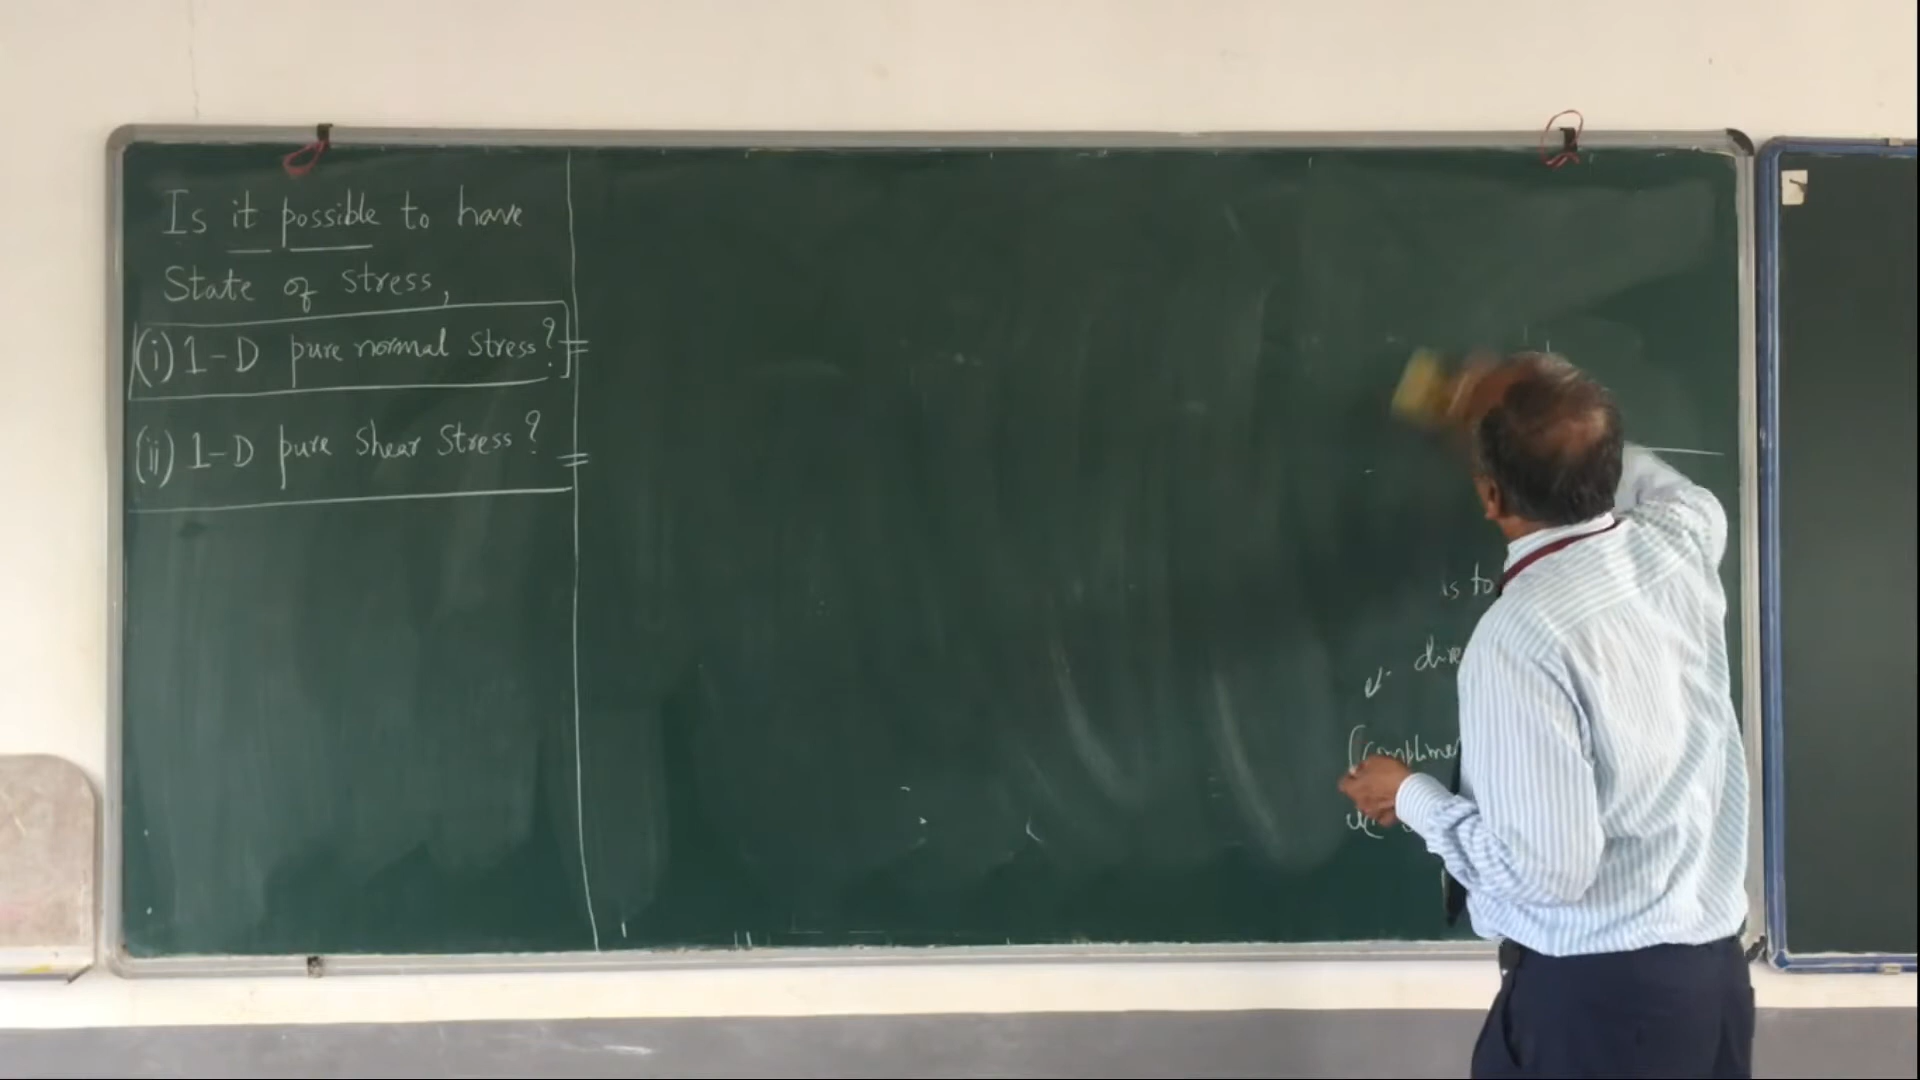 Is it possible to have
State of stress,
(i) 1-D pure normal stress?
(ii) 1-D pure shear stress?
is to